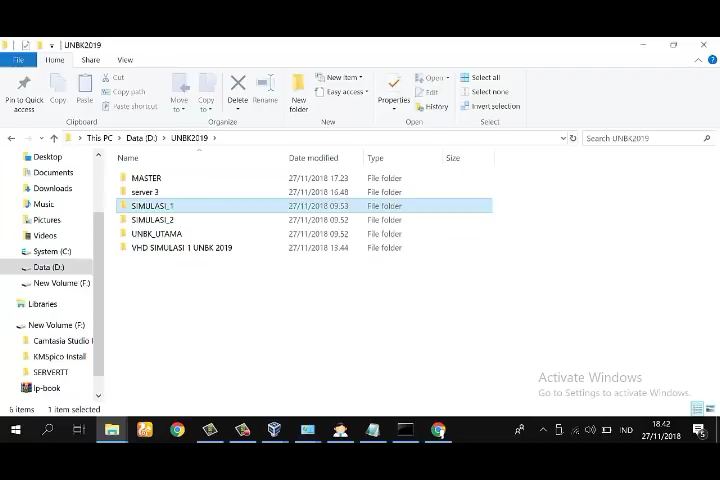 UNBK2019
File Home Share View
Pin to Quick access
Copy
Paste
Cut
Copy path
Paste shortcut
Clipboard
Move to
Copy to
Delete
Rename
Organize
New folder
New item
Easy access
New
Properties
Open
Edit
History
Open
Select all
Select none
Invert selection
Select
This PC > Data (D:) > UNBK2019 >
Search UNBK2019
Name Date modified Type Size
MASTER 27/11/2018 17.23 File folder
server 3 27/11/2018 16.48 File folder
SIMULASI_1 27/11/2018 09.53 File folder
SIMULASI_2 27/11/2018 09.52 File folder
UNBK_UTAMA 27/11/2018 09.52 File folder
VHD SIMULASI 1 UNBK 2019 27/11/2018 13.44 File folder
Desktop
Documents
Downloads
Music
Pictures
Videos
System (C:)
Data (D:)
New Volume (F:)
Libraries
New Volume (F:)
Camtasia Studio
KMSpico Install
SERVERTT
lp-book
6 items 1 item selected
Activate Windows
Go to Settings to activate Windows.
IND
18.42
27/11/2018
5